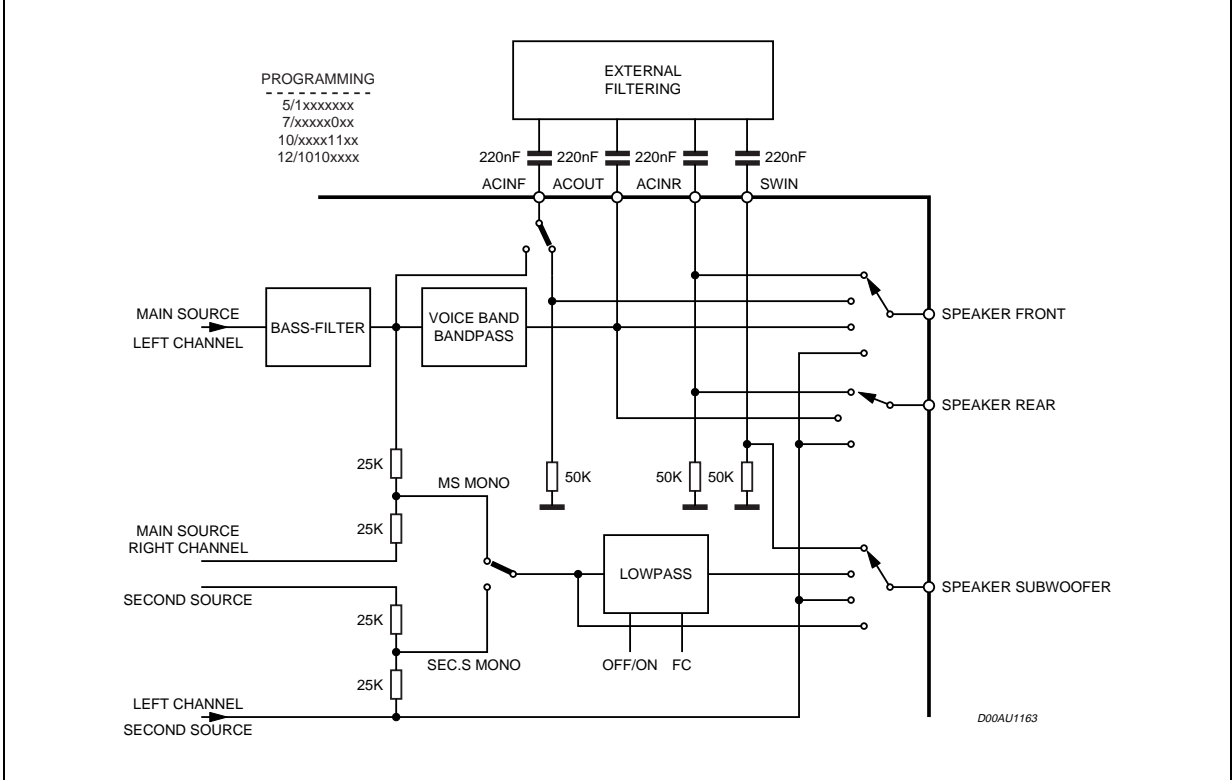 EXTERNAL
FILTERING
PROGRAMMING
5/1xxxxxxx
7/xxxxx0xx
10/xxxx11xx
12/1010xxxx
220nF 220nF 220nF 220nF
ACINF ACOUT ACINR SWIN
MAIN SOURCE
LEFT CHANNEL
BASS-FILTER
VOICE BAND
BANDPASS
SPEAKER FRONT
SPEAKER REAR
25K
MS MONO
50K 50K 50K
25K
MAIN SOURCE
RIGHT CHANNEL
LOWPASS
SECOND SOURCE
SPEAKER SUBWOOFER
25K
SEC.S MONO
OFF/ON FC
25K
LEFT CHANNEL
SECOND SOURCE
D00AU1163